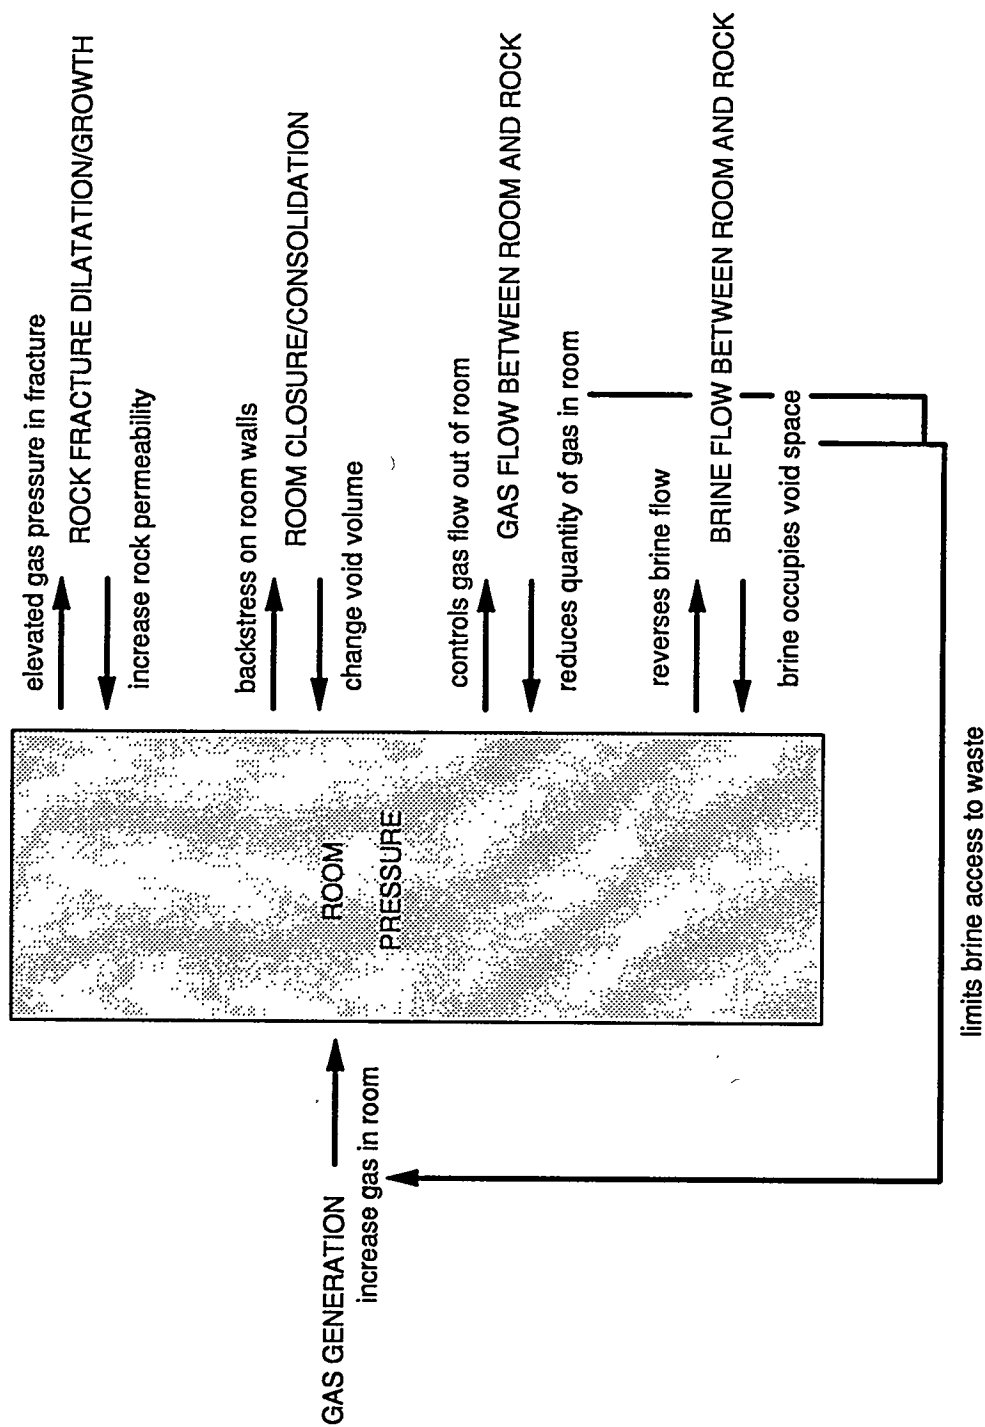 elevated gas pressure in fracture
ROCK FRACTURE DILATATION/GROWTH
increase rock permeability
backstress on room walls
ROOM CLOSURE/CONSOLIDATION
change void volume
GAS GENERATION
increase gas in room
ROOM
PRESSURE
controls gas flow out of room
GAS FLOW BETWEEN ROOM AND ROCK
reduces quantity of gas in room
reverses brine flow
BRINE FLOW BETWEEN ROOM AND ROCK
brine occupies void space
limits brine access to waste